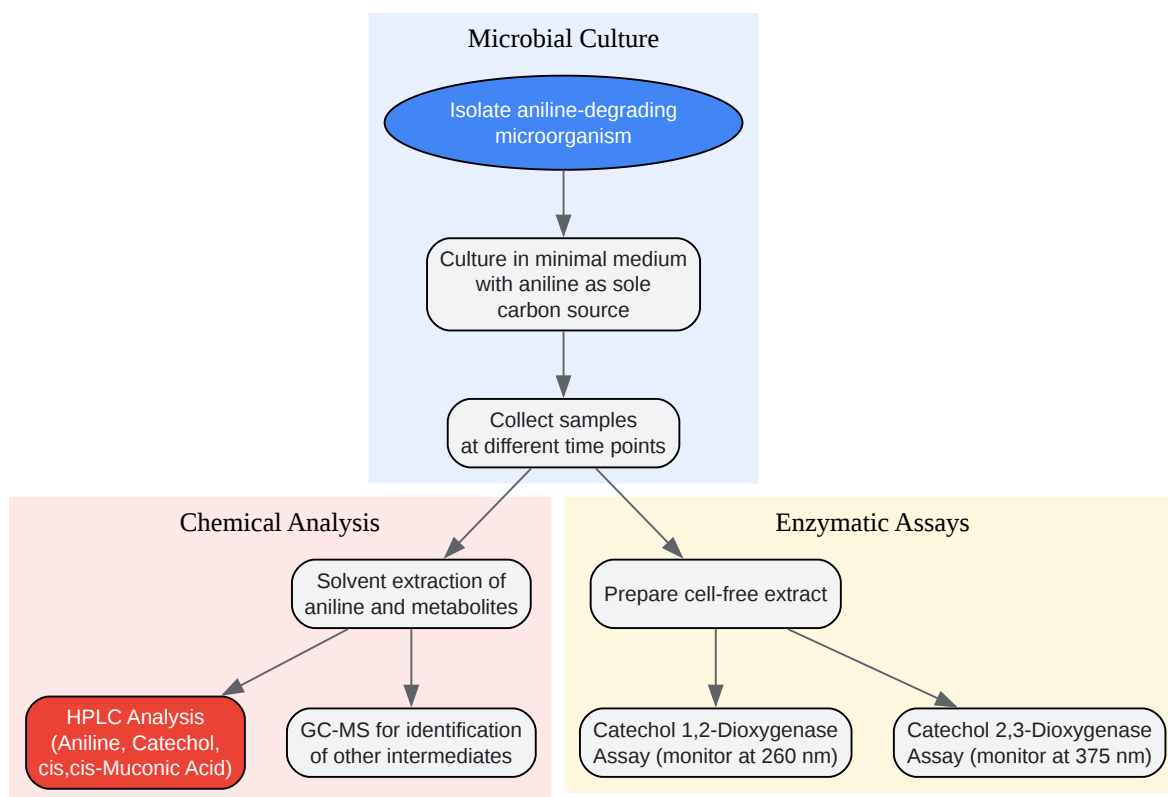 Microbial Culture
Isolate aniline-degrading
microorganism
Culture in minimal medium
with aniline as sole
carbon source
Collect samples
at different time points
Chemical Analysis
Solvent extraction of
aniline and metabolites
HPLC Analysis
(Aniline, Catechol,
cis,cis-Muconic Acid)
GC-MS for identification
of other intermediates
Enzymatic Assays
Prepare cell-free extract
Catechol 1,2-Dioxygenase
Assay (monitor at 260 nm)
Catechol 2,3-Dioxygenase
Assay (monitor at 375 nm)